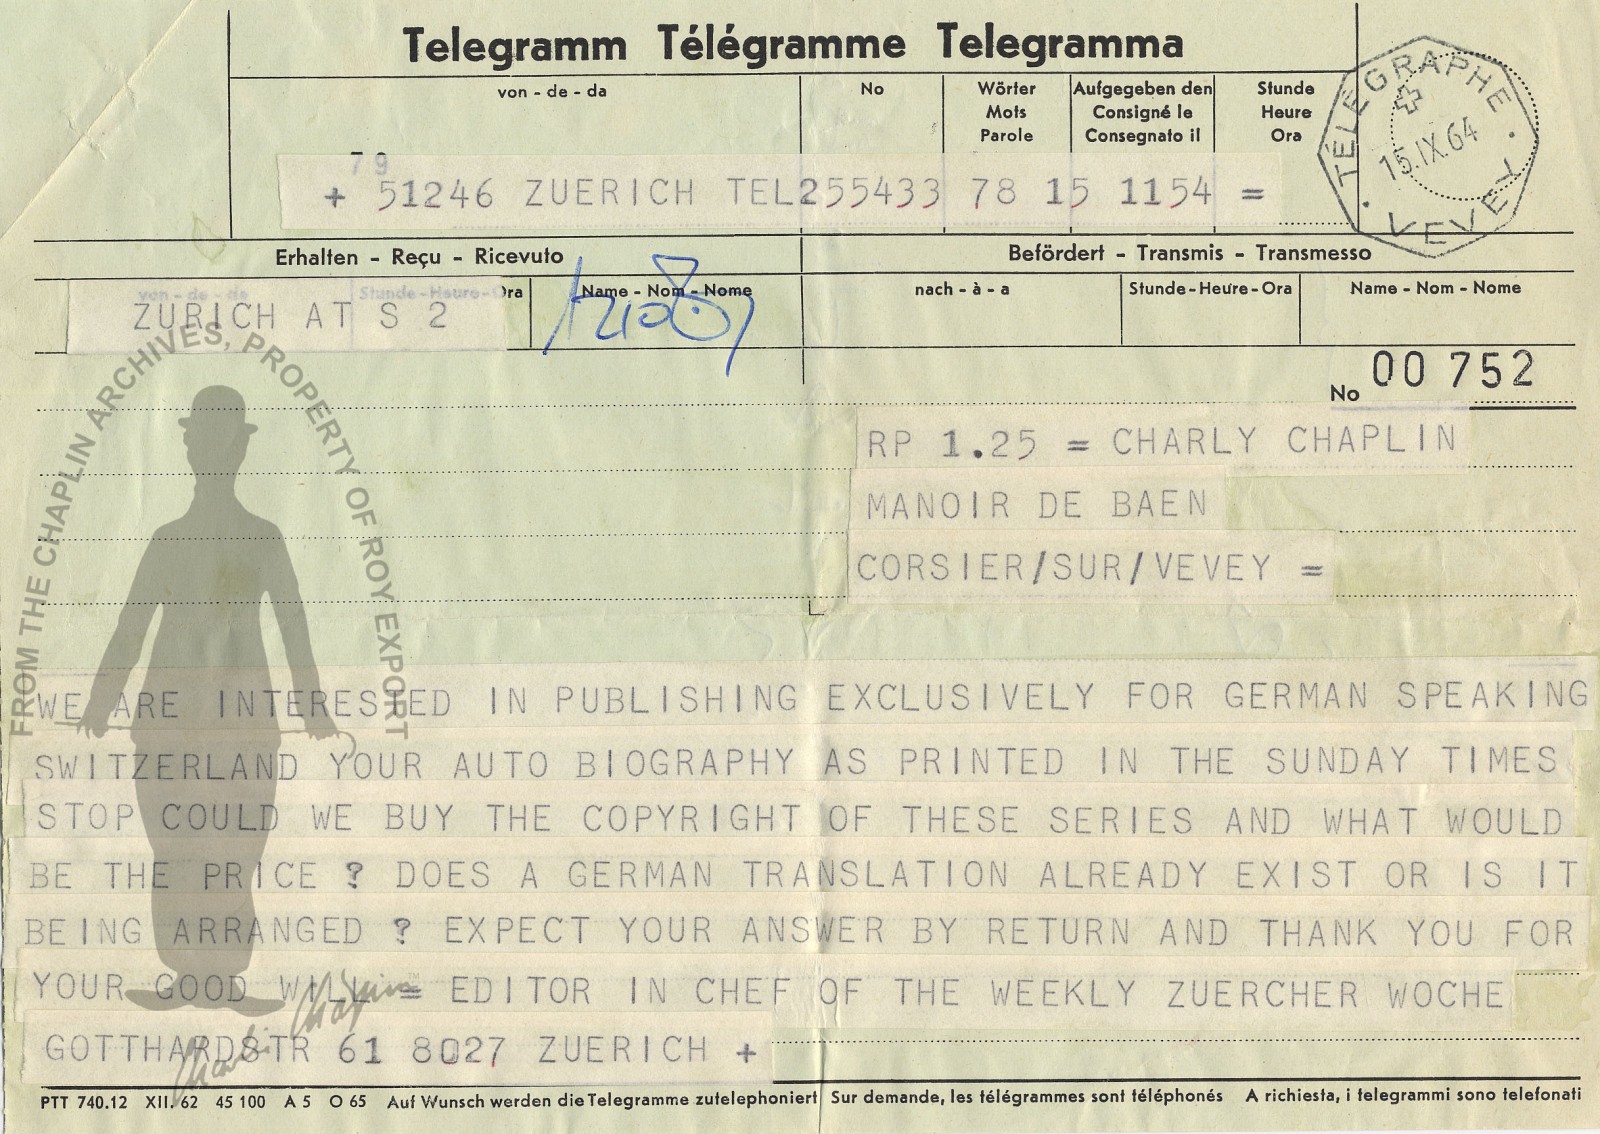 Telegramm Télégramme Telegramma
von - de - da
No
Wörter
Mots
Parole
Aufgegeben den
Consigné le
Consegnato il
Stunde
Heure
Ora
TÉLÉGRAPHE
15.IX.64
VEVEY
79
+ 51246 ZUERICH TEL255433 78 15 1154 =
Erhalten - Reçu - Ricevuto
Befördert - Transmis - Transmesso
von - de - da
Stunde-Heure-Ora
Name - Nom - Nome
nach - à - a
Stunde-Heure-Ora
Name - Nom - Nome
ZURICH AT S 2
No 00 752
RP 1.25 = CHARLY CHAPLIN
MANOIR DE BAEN
CORSIER/SUR/VEVEY =
WE ARE INTERESTED IN PUBLISHING EXCLUSIVELY FOR GERMAN SPEAKING
SWITZERLAND YOUR AUTO BIOGRAPHY AS PRINTED IN THE SUNDAY TIMES
STOP COULD WE BUY THE COPYRIGHT OF THESE SERIES AND WHAT WOULD
BE THE PRICE ? DOES A GERMAN TRANSLATION ALREADY EXIST OR IS IT
BEING ARRANGED ? EXPECT YOUR ANSWER BY RETURN AND THANK YOU FOR
YOUR GOOD WILL = EDITOR IN CHEF OF THE WEEKLY ZUERCHER WOCHE
GOTTHARDSTR 61 8027 ZUERICH +
PTT 740.12 XII. 62 45 100 A 5 O 65 Auf Wunsch werden die Telegramme zutelephoniert Sur demande, les télégrammes sont téléphonés A richiesta, i telegrammi sono telefonati
FROM THE CHAPLIN ARCHIVES, PROPERTY OF ROY EXPORT
Charlie Chaplin™